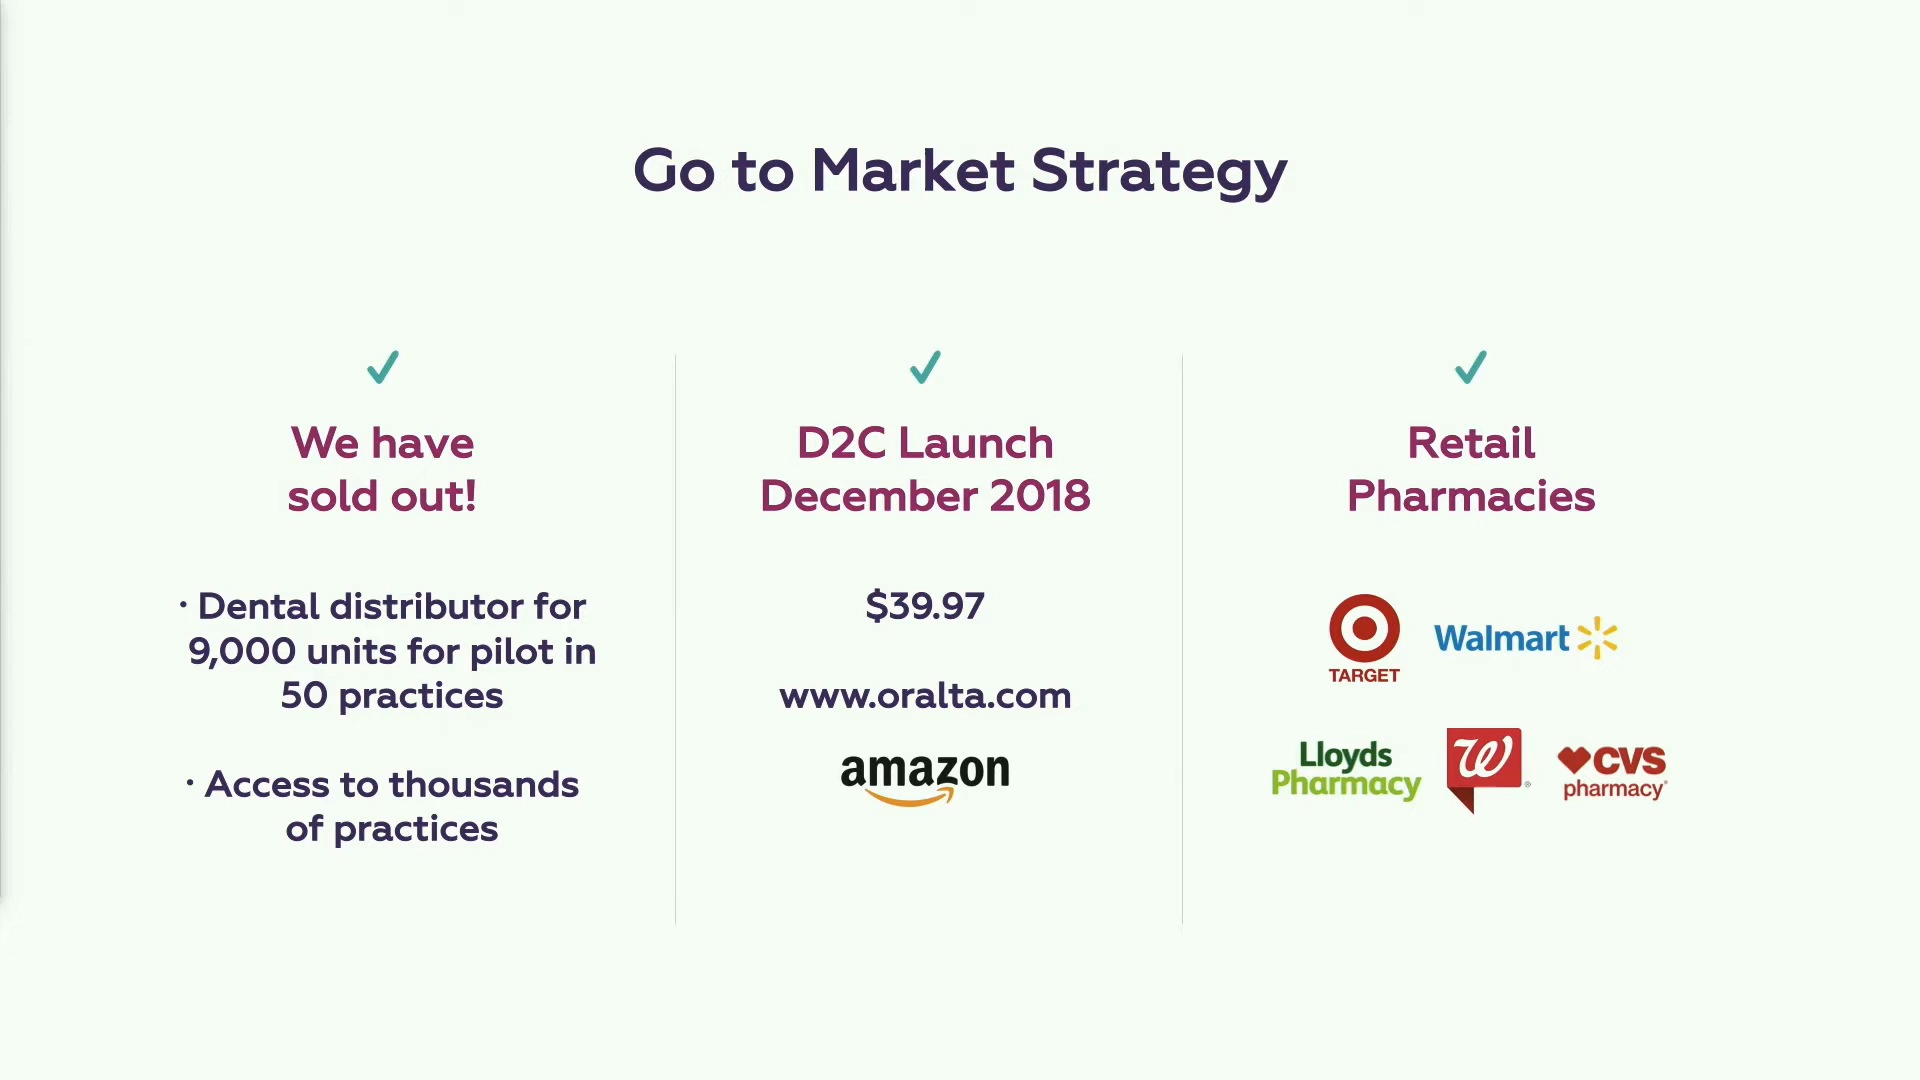 Go to Market Strategy
We have
sold out!
· Dental distributor for
9,000 units for pilot in
50 practices
· Access to thousands
of practices
D2C Launch
December 2018
$39.97
www.oralta.com
amazon
Retail
Pharmacies
TARGET
Walmart
Lloyds
Pharmacy
W
®
CVS
pharmacy®